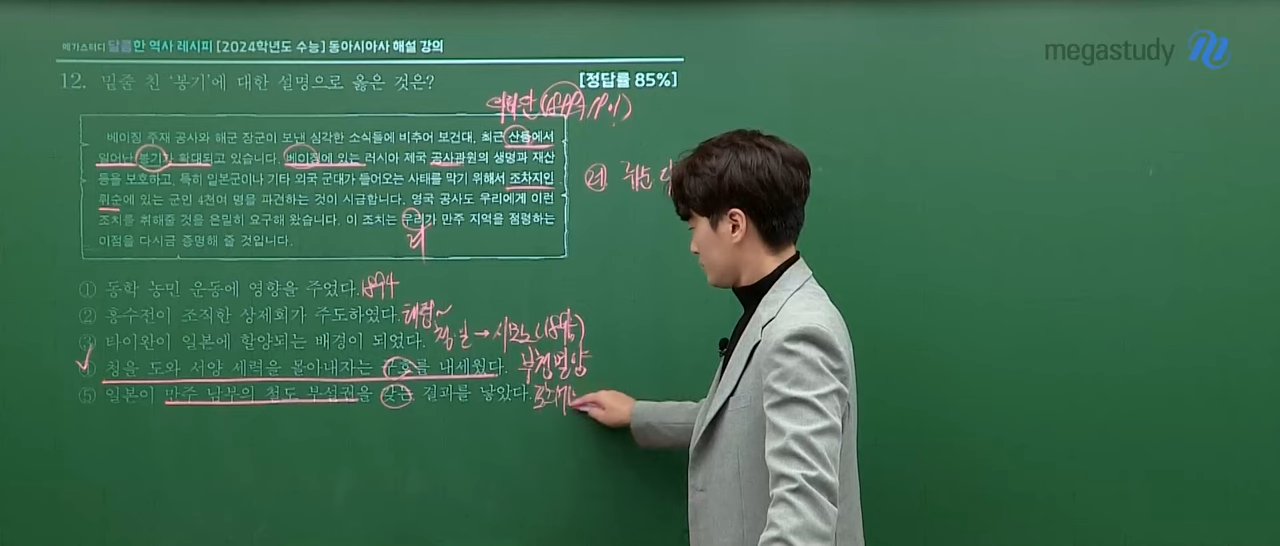 메가스터디 달콤한 역사 레시피 [2024학년도 수능] 동아시아사 해설 강의
megastudy
12. 밑줄 친 '봉기'에 대한 설명으로 옳은 것은?
[정답률 85%]
의화단
베이징 주재 공사와 해군 장군이 보낸 심각한 소식들에 비추어 보건대, 최근 산둥에서
일어난 봉기가 확대되고 있습니다. 베이징에 있는 러시아 제국 공사관원의 생명과 재산
등을 보호하고, 특히 일본군이나 기타 외국 군대가 들어오는 사태를 막기 위해서 조차지인
뤼순에 있는 군인 4천여 명을 파견하는 것이 시급합니다. 영국 공사도 우리에게 이런
조치를 취해줄 것을 은밀히 요구해 왔습니다. 이 조치는 우리가 만주 지역을 점령하는
이점을 다시금 증명해 줄 것입니다.
러
① 동학 농민 운동에 영향을 주었다. 1894
② 홍수전이 조직한 상제회가 주도하였다. 태평~
③ 타이완이 일본에 할양되는 배경이 되었다. 청·일 → 시모노(1895)
④ 청을 도와 서양 세력을 몰아내자는 구호를 내세웠다. 부청멸양
⑤ 일본이 만주 남부의 철도 부설권을 갖는 결과를 낳았다.